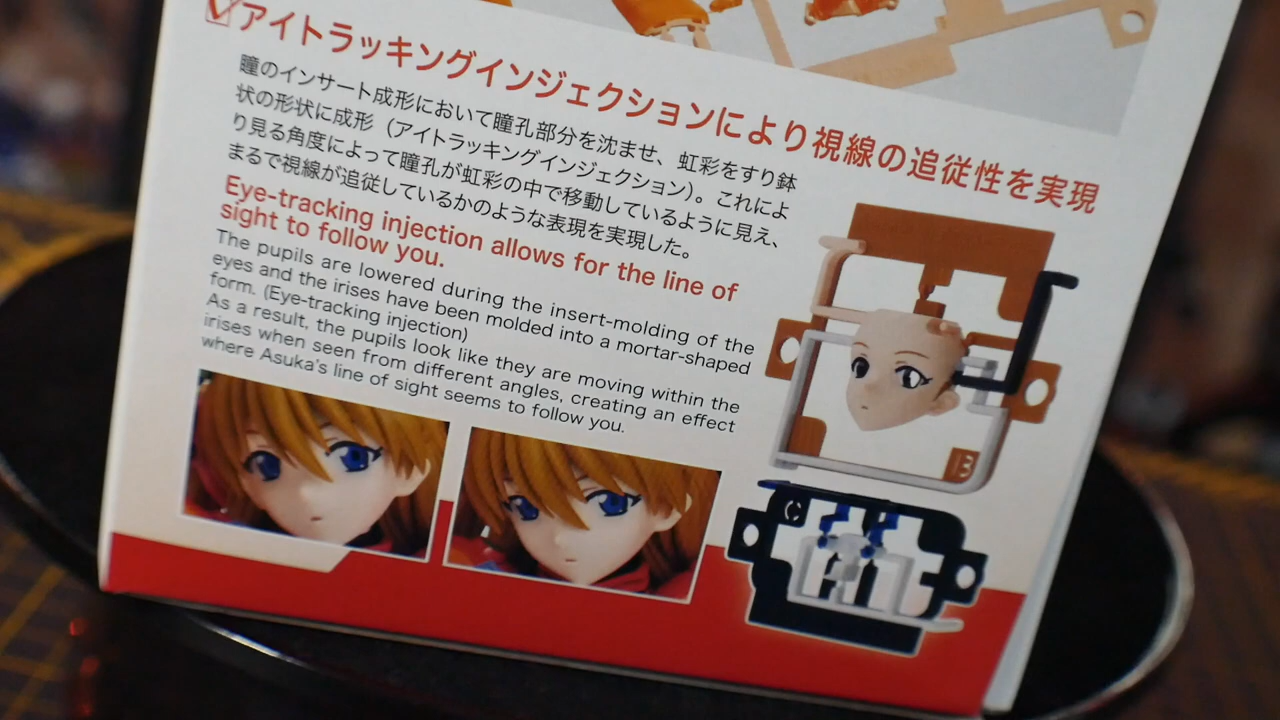 アイトラッキングインジェクションにより視線の追従性を実現
瞳のインサート成形において瞳孔部分を沈ませ、虹彩をすり鉢
状の形状に成形（アイトラッキングインジェクション）。これによ
り見る角度によって瞳孔が虹彩の中で移動しているように見え、
まるで視線が追従しているかのような表現を実現した。
Eye-tracking injection allows for the line of
sight to follow you.
The pupils are lowered during the insert-molding of the
eyes and the irises have been molded into a mortar-shaped
form. (Eye-tracking injection)
As a result, the pupils look like they are moving within the
irises when seen from different angles, creating an effect
where Asuka's line of sight seems to follow you.
B
C